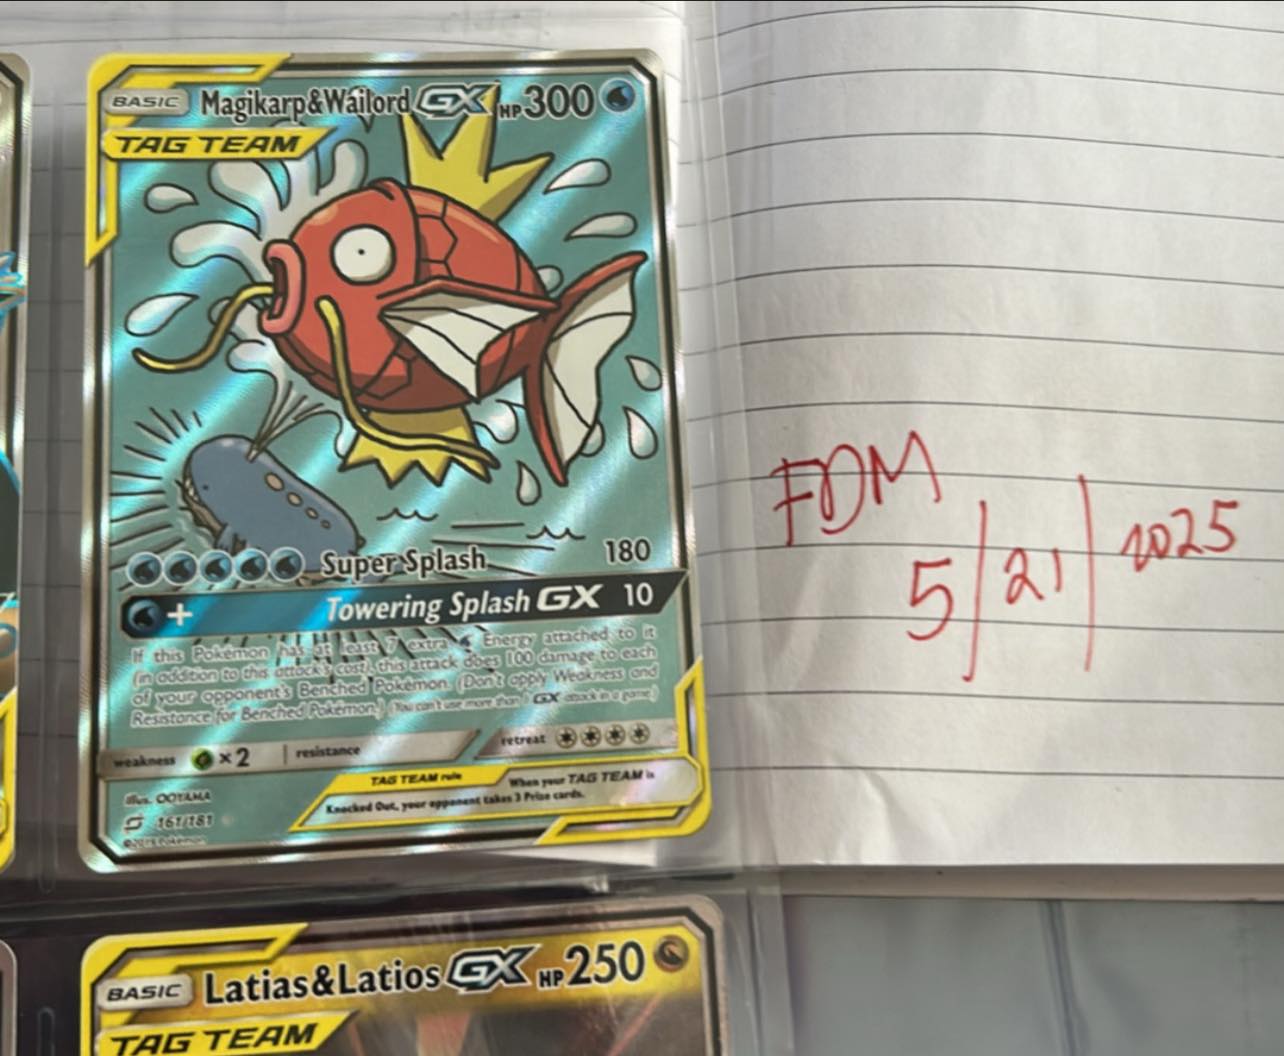 BASIC Magikarp&Wailord GX HP300
TAG TEAM
Super Splash 180
+ Towering Splash GX 10
If this Pokémon has at least 7 extra Energy attached to it
(in addition to this attack's cost), this attack does 100 damage to each
of your opponent's Benched Pokémon. (Don't apply Weakness and
Resistance for Benched Pokémon.) (You can't use more than 1 GX attack in a game.)
weakness ×2 resistance retreat
TAG TEAM rule When your TAG TEAM is
Knocked Out, your opponent takes 3 Prize cards.
Illus. OOYAMA
161/181
©2019 Pokémon
FDM
5/21/2025
BASIC Latias&Latios GX HP250
TAG TEAM